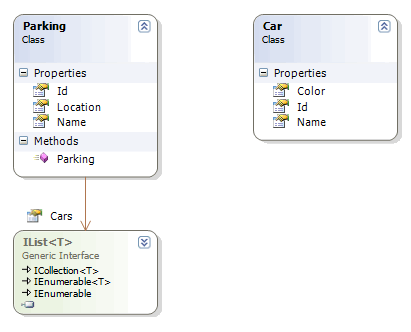 Parking
Class
Properties
Id
Location
Name
Methods
Parking
Cars
IList<T>
Generic Interface
ICollection<T>
IEnumerable<T>
IEnumerable
Car
Class
Properties
Color
Id
Name